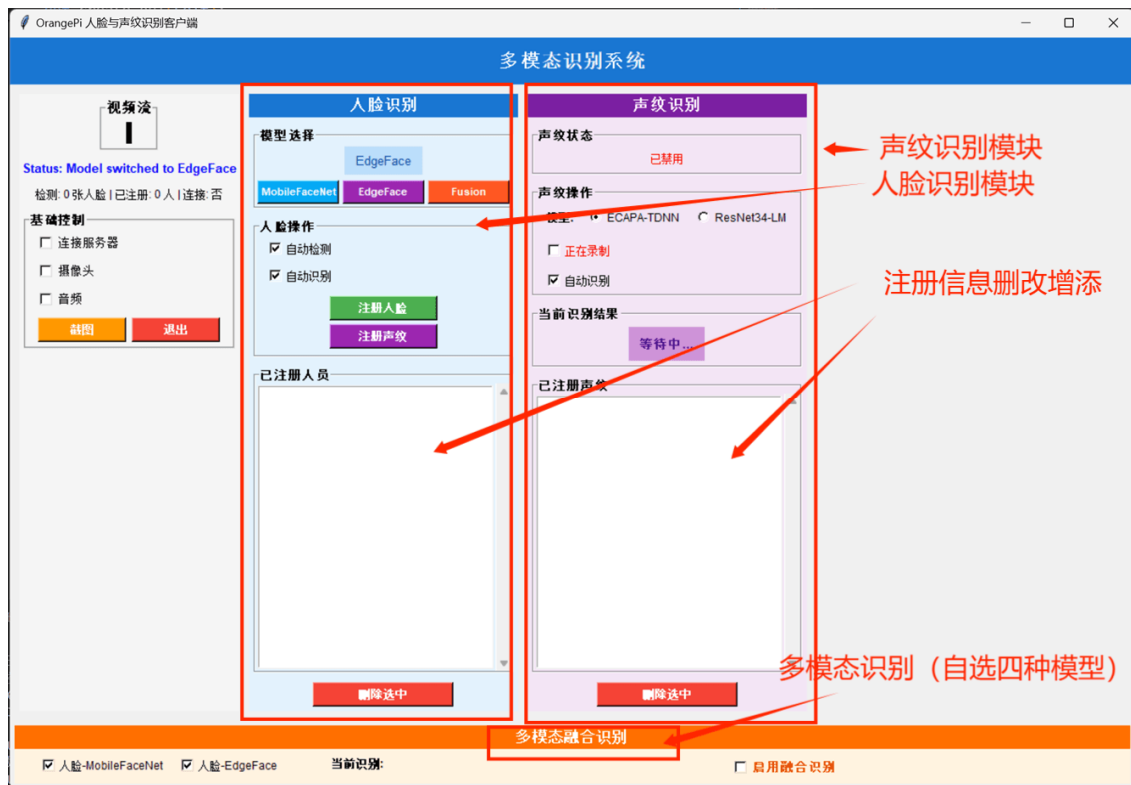 OrangePi 人脸与声纹识别客户端
多模态识别系统
视频流
Status: Model switched to EdgeFace
检测: 0 张人脸 | 已注册: 0 人 | 连接: 否
基础控制
连接服务器
摄像头
音频
截图 退出
人脸识别
模型选择
EdgeFace
MobileFaceNet EdgeFace Fusion
人脸操作
自动检测
自动识别
注册人脸
注册声纹
已注册人员
删除选中
声纹识别
声纹状态
已禁用
声纹操作
模型: ECAPA-TDNN ResNet34-LM
正在录制
自动识别
当前识别结果
等待中...
已注册声纹
删除选中
声纹识别模块
人脸识别模块
注册信息删改增添
多模态识别（自选四种模型）
多模态融合识别
人脸-MobileFaceNet 人脸-EdgeFace 当前识别: 启用融合识别